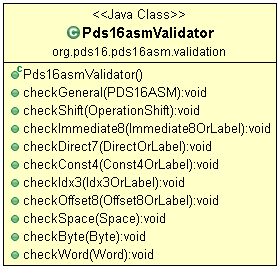 <<Java Class>>
Pds16asmValidator
org.pds16.pds16asm.validation
Pds16asmValidator()
checkGeneral(PDS16ASM):void
checkShift(OperationShift):void
checkImmediate8(Immediate8OrLabel):void
checkDirect7(DirectOrLabel):void
checkConst4(Const4OrLabel):void
checkIdx3(Idx3OrLabel):void
checkOffset8(Offset8OrLabel):void
checkSpace(Space):void
checkByte(Byte):void
checkWord(Word):void